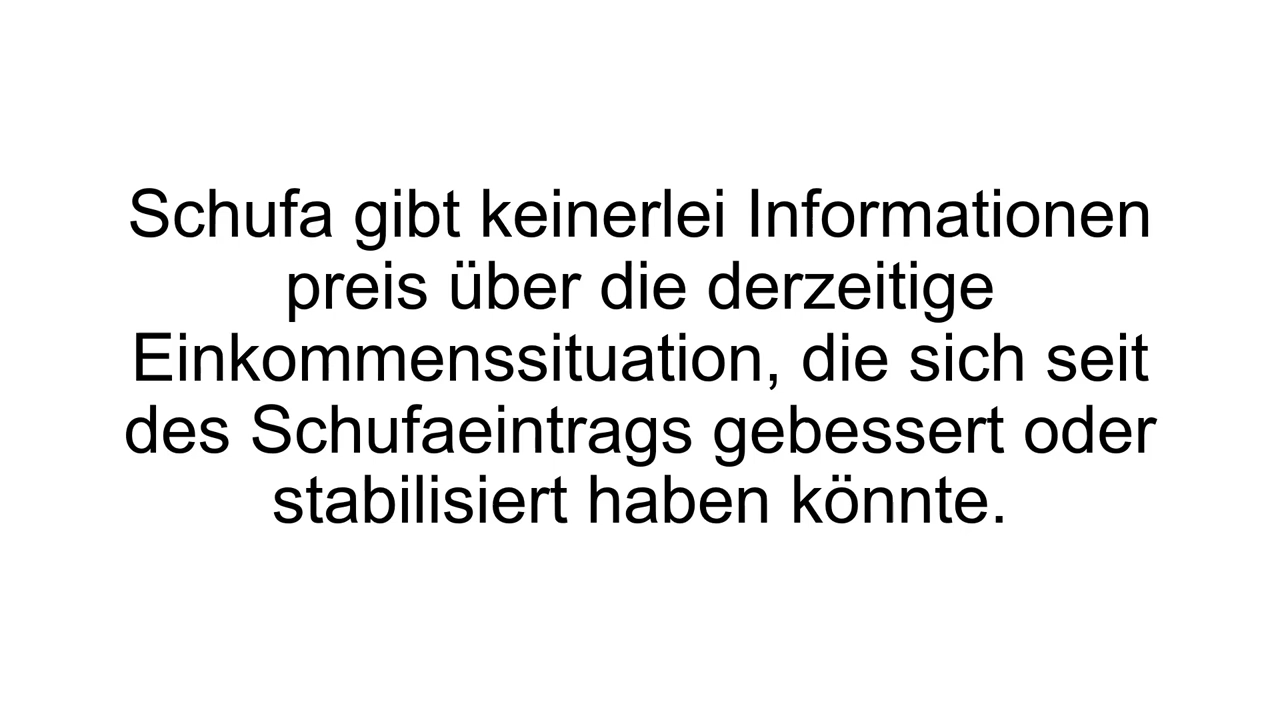 Schufa gibt keinerlei Informationen
preis über die derzeitige
Einkommenssituation, die sich seit
des Schufaeintrags gebessert oder
stabilisiert haben könnte.